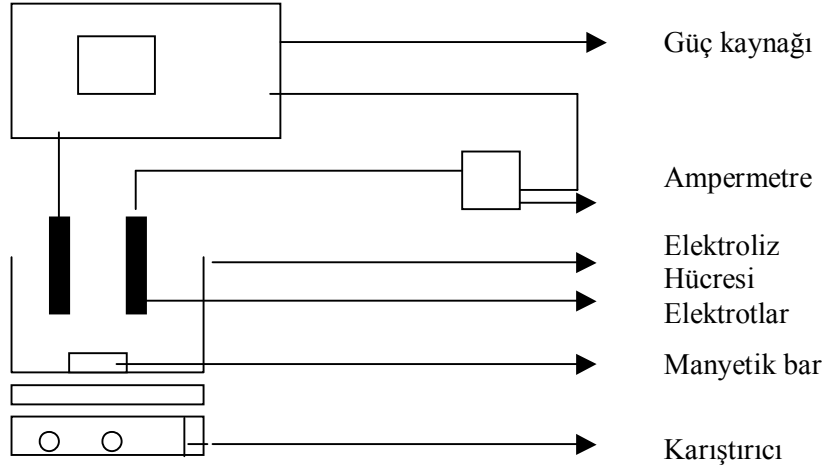 Güç kaynağı
Ampermetre
Elektroliz
Hücresi
Elektrotlar
Manyetik bar
Karıştırıcı